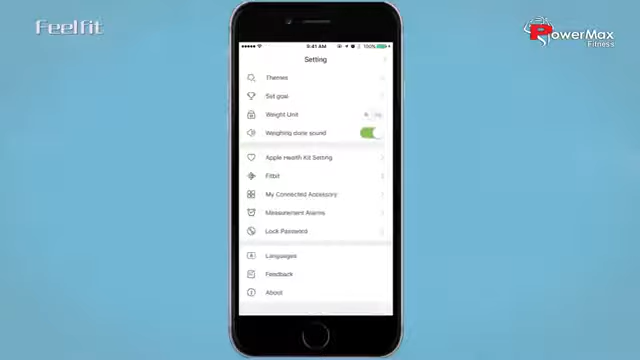 Feelfit
PowerMax
Fitness
9:41 AM
100%
Setting
Themes
Set goal
Weight Unit
Weighing done sound
Apple Health Kit Setting
Fitbit
My Connected Accessory
Measurement Alarms
Lock Password
Languages
Feedback
About